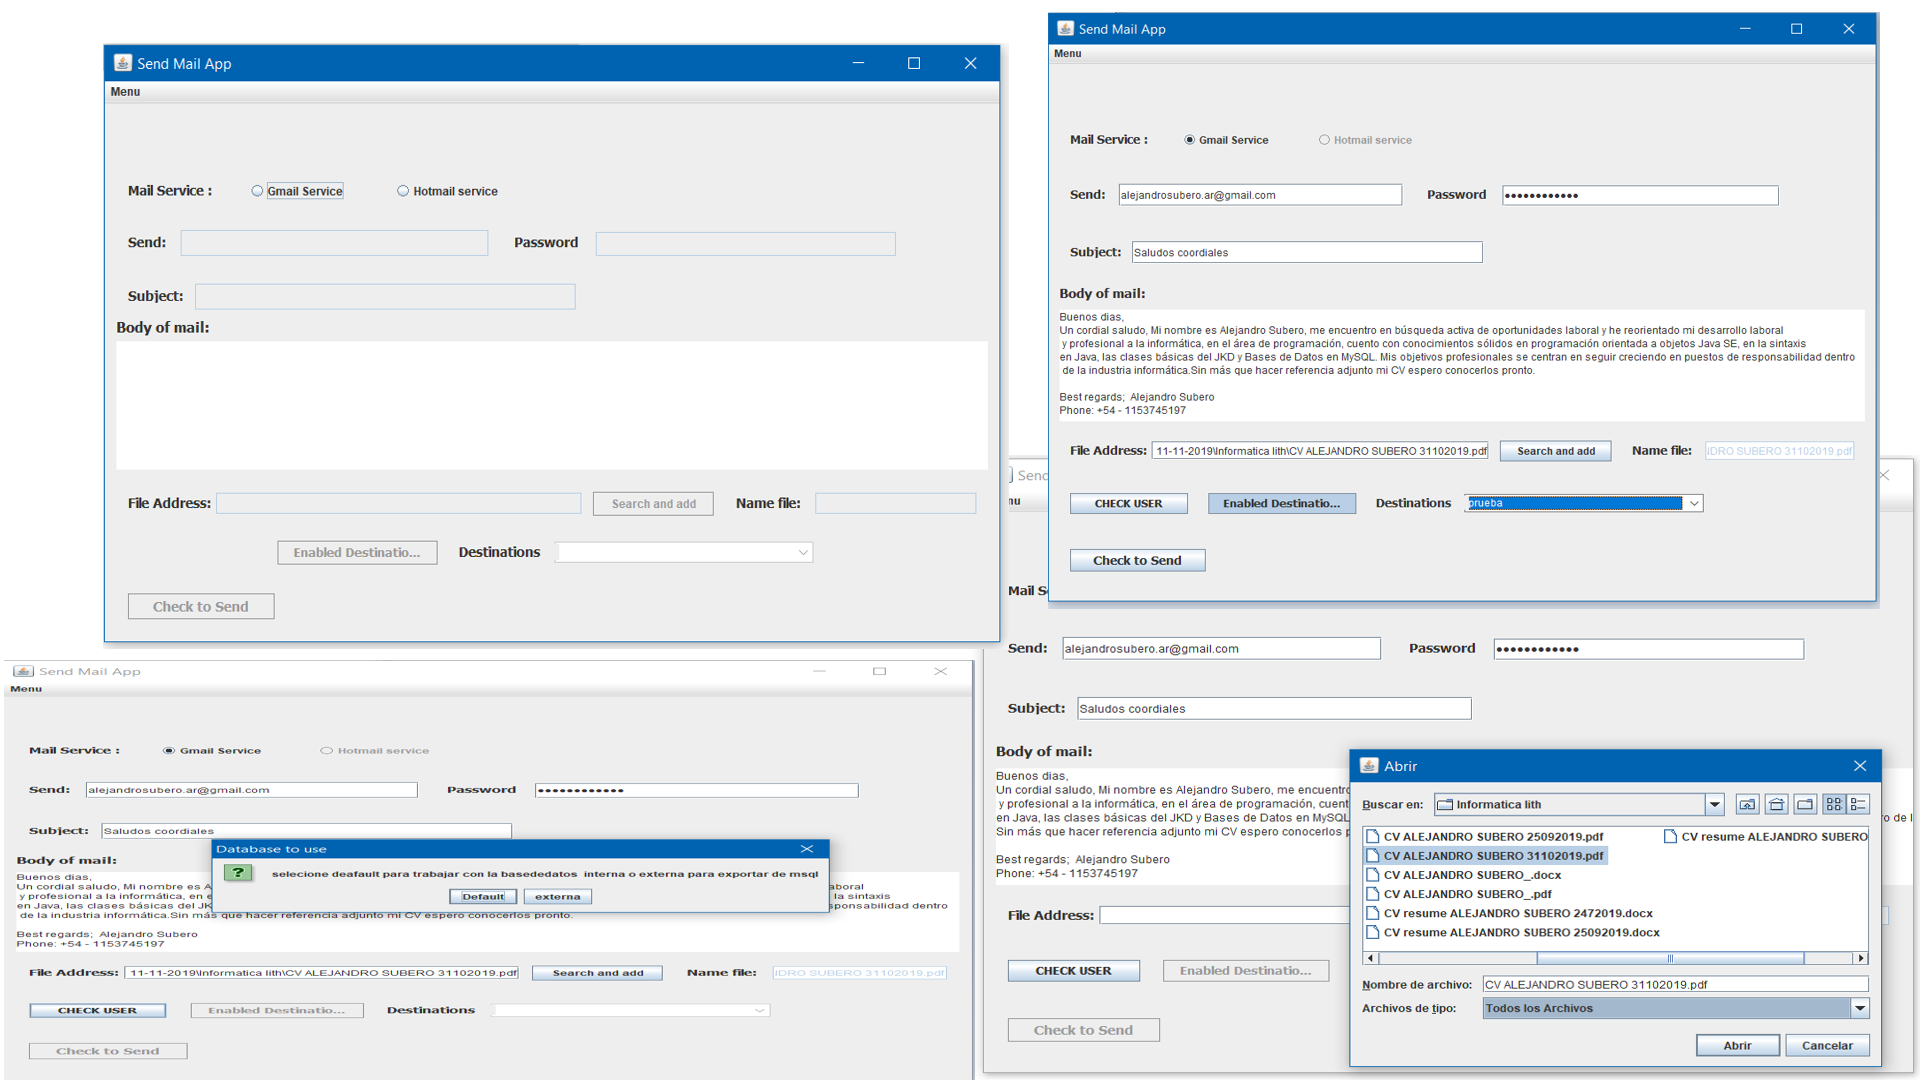 Send Mail App
Menu
Mail Service :
Gmail Service
Hotmail service
Send:
Password
Subject:
Body of mail:
File Address:
Search and add
Name file:
Enabled Destinatio...
Destinations
Check to Send
Send Mail App
Menu
Mail Service :
Gmail Service
Hotmail service
Send:
alejandrosubero.ar@gmail.com
Password
••••••••••••
Subject:
Saludos coordiales
Body of mail:
Buenos dias,
Un cordial saludo, Mi nombre es Alejandro Subero, me encuentro en búsqueda activa de oportunidades laboral y he reorientado mi desarrollo laboral
y profesional a la informática, en el área de programación, cuento con conocimientos sólidos en programación orientada a objetos Java SE, en la sintaxis
en Java, las clases básicas del JKD y Bases de Datos en MySQL. Mis objetivos profesionales se centran en seguir creciendo en puestos de responsabilidad dentro
de la industria informática.Sin más que hacer referencia adjunto mi CV espero conocerlos pronto.
Best regards;  Alejandro Subero
Phone: +54 - 1153745197
File Address:
11-11-2019\Informatica lith\CV ALEJANDRO SUBERO 31102019.pdf
Search and add
Name file:
IDRO SUBERO 31102019.pdf
CHECK USER
Enabled Destinatio...
Destinations
prueba
Check to Send
Send Mail App
Menu
Mail Service :
Gmail Service
Hotmail service
Send:
alejandrosubero.ar@gmail.com
Password
••••••••••••
Subject:
Saludos coordiales
Database to use
selecione deafault para trabajar con la basededatos  interna o externa para exportar de msql
Default
externa
Body of mail:
Buenos dias,
Un cordial saludo, Mi nombre es A
aboral
y profesional a la informática, en e
la sintaxis
en Java, las clases básicas del JK
sponsabilidad dentro
de la industria informática.Sin más que hacer referencia adjunto mi CV espero conocerlos pronto.
Best regards;  Alejandro Subero
Phone: +54 - 1153745197
File Address:
11-11-2019\Informatica lith\CV ALEJANDRO SUBERO 31102019.pdf
Search and add
Name file:
IDRO SUBERO 31102019.pdf
CHECK USER
Enabled Destinatio...
Destinations
Check to Send
Send
nu
Mail S
Send:
alejandrosubero.ar@gmail.com
Password
••••••••••••
Subject:
Saludos coordiales
Body of mail:
Buenos dias,
Un cordial saludo, Mi nombre es Alejandro Subero, me encuentro
y profesional a la informática, en el área de programación, cuent
en Java, las clases básicas del JKD y Bases de Datos en MySQL
o de la
Sin más que hacer referencia adjunto mi CV espero conocerlos p
Best regards;  Alejandro Subero
Phone: +54 - 1153745197
File Address:
CHECK USER
Enabled Destinatio...
Check to Send
Abrir
Buscar en:
Informatica lith
CV ALEJANDRO SUBERO 25092019.pdf
CV resume ALEJANDRO SUBERO
CV ALEJANDRO SUBERO 31102019.pdf
CV ALEJANDRO SUBERO_.docx
CV ALEJANDRO SUBERO_.pdf
CV resume ALEJANDRO SUBERO 2472019.docx
CV resume ALEJANDRO SUBERO 25092019.docx
Nombre de archivo:
CV ALEJANDRO SUBERO 31102019.pdf
Archivos de tipo:
Todos los Archivos
Abrir
Cancelar